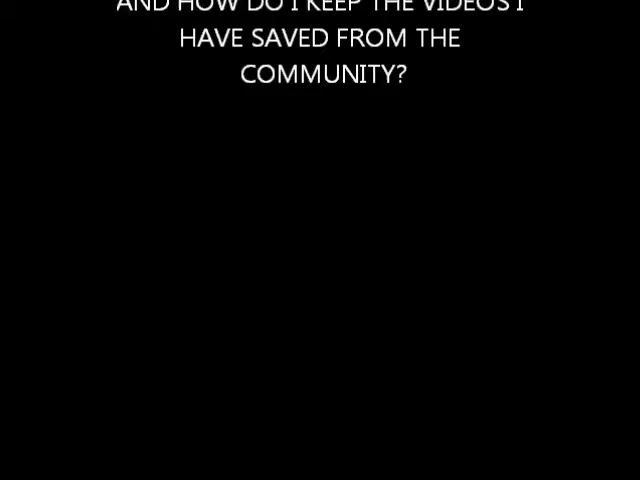 AND HOW DO I KEEP THE VIDEOS I
HAVE SAVED FROM THE
COMMUNITY?